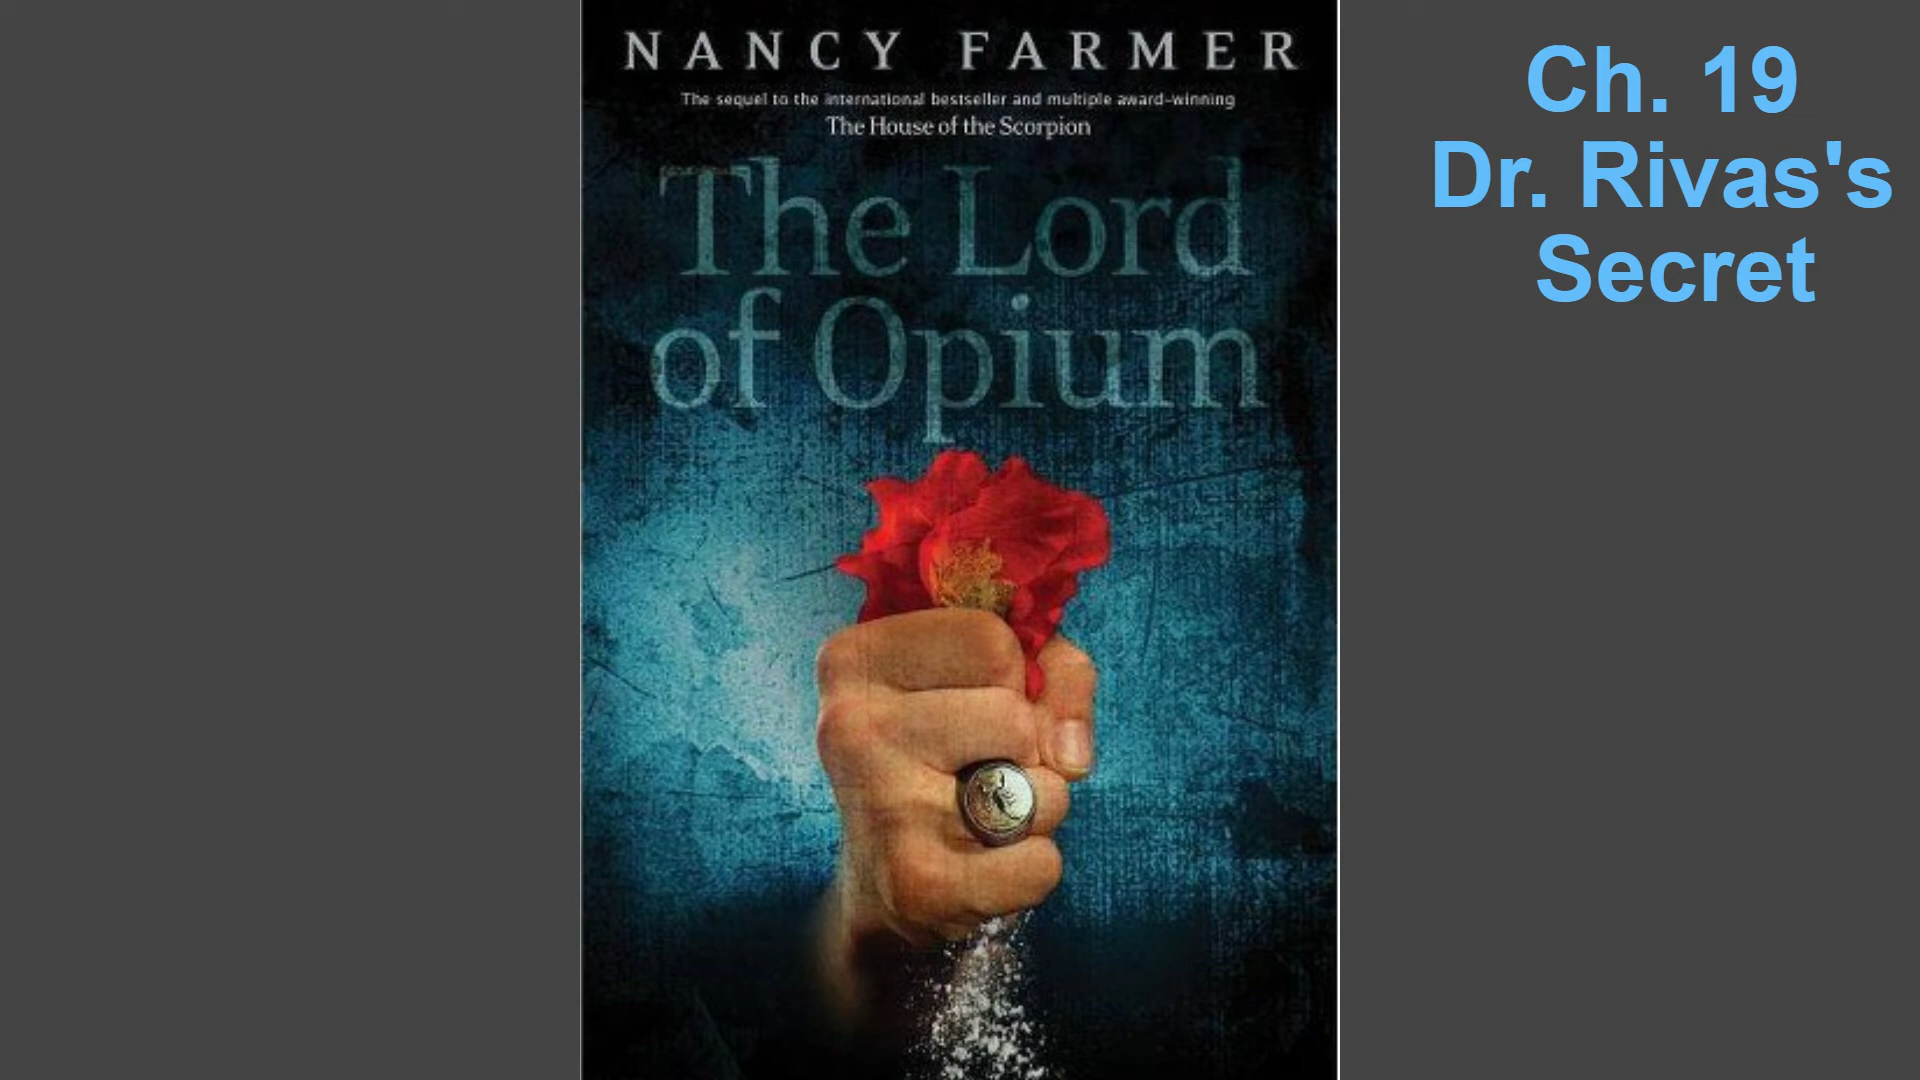 NANCY FARMER
The sequel to the international bestseller and multiple award-winning
The House of the Scorpion
The Lord
of Opium
Ch. 19
Dr. Rivas's
Secret